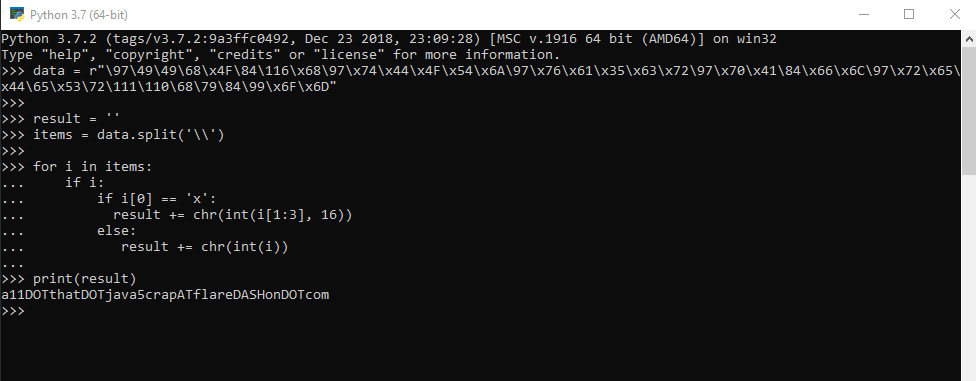 Python 3.7 (64-bit)
Python 3.7.2 (tags/v3.7.2:9a3ffc0492, Dec 23 2018, 23:09:28) [MSC v.1916 64 bit (AMD64)] on win32
Type "help", "copyright", "credits" or "license" for more information.
>>> data = r"\97\49\49\68\x4F\84\116\x68\97\x74\x44\x4F\x54\x6A\97\x76\x61\x35\x63\x72\97\x70\x41\84\x66\x6C\97\x72\x65\
x44\65\x53\72\111\110\68\79\84\99\x6F\x6D"
>>>
>>> result = ''
>>> items = data.split('\\')
>>>
>>> for i in items:
...     if i:
...         if i[0] == 'x':
...           result += chr(int(i[1:3], 16))
...         else:
...            result += chr(int(i))
...
>>> print(result)
a11DOTthatDOTjava5crapATflareDASHonDOTcom
>>>